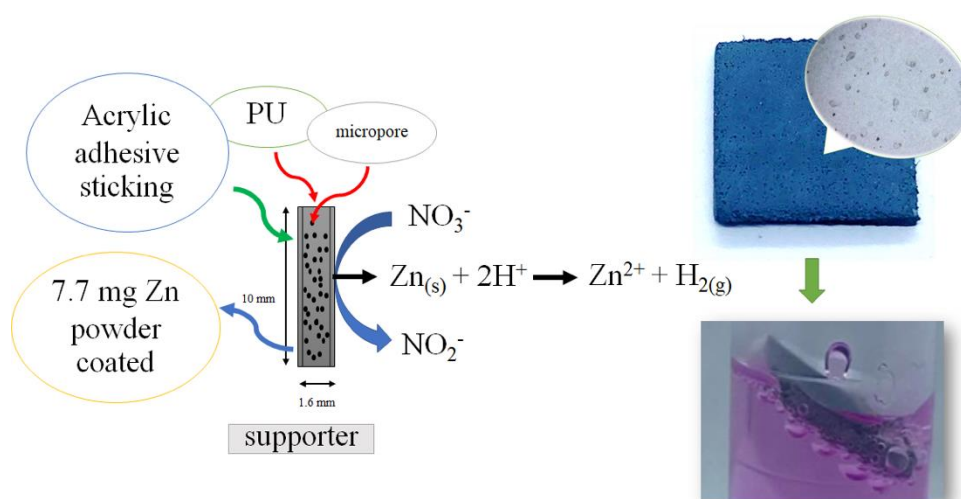 Acrylic
adhesive
sticking
PU
micropore
7.7 mg Zn
powder
coated
10 mm
1.6 mm
supporter
NO₃⁻
Zn₍ₛ₎ + 2H⁺ → Zn²⁺ + H₂₍g₎
NO₂⁻